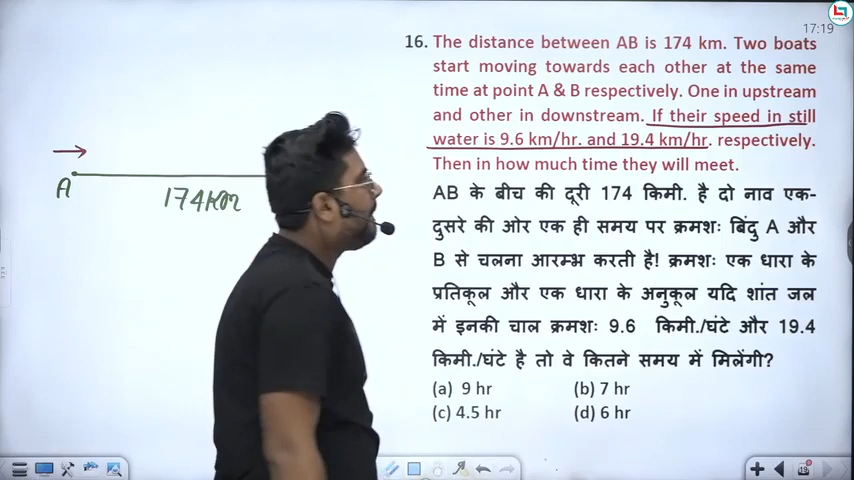 17:19
16. The distance between AB is 174 km. Two boats
start moving towards each other at the same
time at point A & B respectively. One in upstream
and other in downstream. If their speed in still
water is 9.6 km/hr. and 19.4 km/hr. respectively.
Then in how much time they will meet.
AB के बीच की दूरी 174 किमी. है दो नाव एक-
दुसरे की ओर एक ही समय पर क्रमशः बिंदु A और
B से चलना आरम्भ करती है! क्रमशः एक धारा के
प्रतिकूल और एक धारा के अनुकूल यदि शांत जल
में इनकी चाल क्रमशः 9.6 किमी./घंटे और 19.4
किमी./घंटे है तो वे कितने समय में मिलेंगी?
(a) 9 hr (b) 7 hr
(c) 4.5 hr (d) 6 hr
A
174km